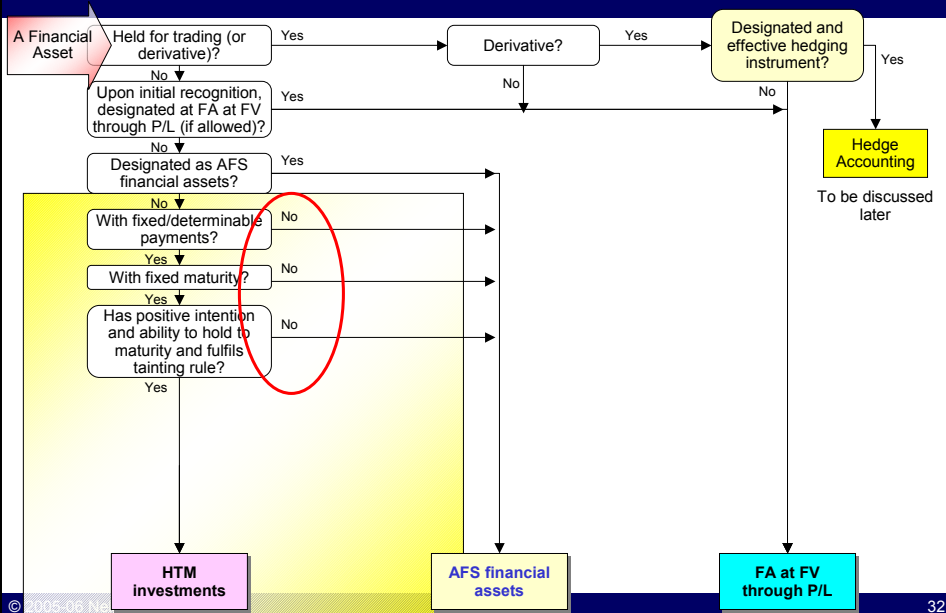 A Financial
Asset
Held for trading (or
derivative)?
Yes
Derivative?
Yes
Designated and
effective hedging
instrument?
Yes
No
No
No
Upon initial recognition,
designated at FA at FV
through P/L (if allowed)?
Yes
Hedge
Accounting
To be discussed
later
No
Designated as AFS
financial assets?
Yes
No
With fixed/determinable
payments?
No
Yes
With fixed maturity?
No
Yes
Has positive intention
and ability to hold to
maturity and fulfils
tainting rule?
No
Yes
HTM
investments
AFS financial
assets
FA at FV
through P/L
© 2005-06 Ne
32